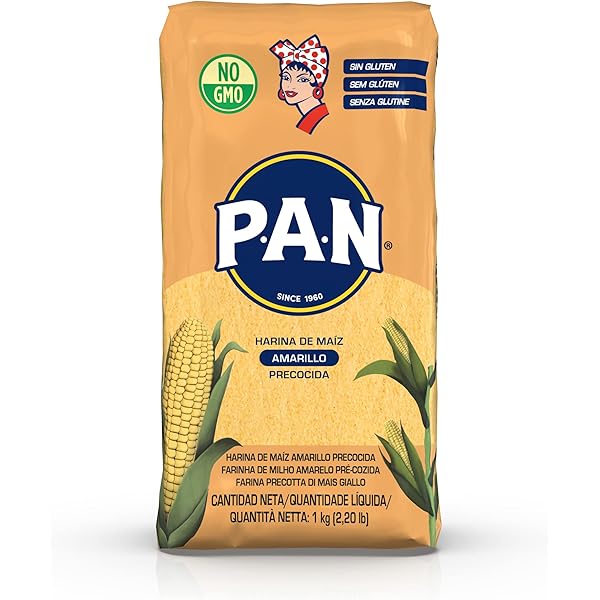 NO
GMO
SIN GLUTEN
SEM GLÚTEN
SENZA GLUTINE
P.A.N®
SINCE 1960
HARINA DE MAÍZ
AMARILLO
PRECOCIDA
HARINA DE MAÍZ AMARILLO PRECOCIDA
FARINHA DE MILHO AMARELO PRÉ-COZIDA
FARINA PRECOTTA DI MAIS GIALLO
CANTIDAD NETA/QUANTIDADE LÍQUIDA/
QUANTITÀ NETTA: 1 kg (2,20 lb)